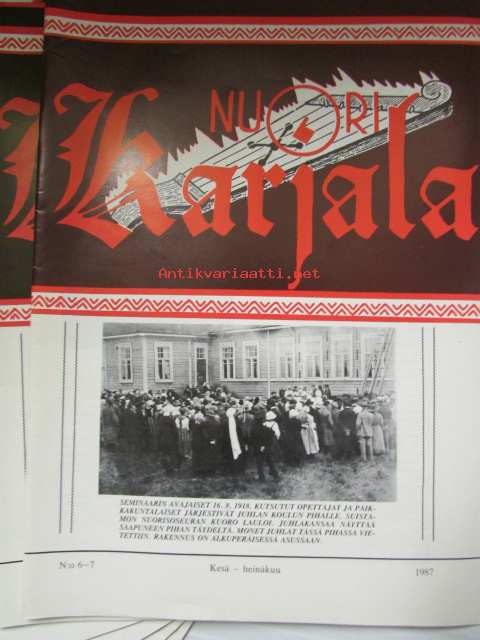 NUORI
Karjala
Antikvariaatti.net
SEMINAARIN AVAJAISET 16. 8. 1918. KUTSUTUT OPETTAJAT JA PAIK-
KAKUNTALAISET JÄRJESTIVÄT JUHLAN KOULUN PIHALLE. SUISTA-
MON NUORISOSEURAN KUORO LAULOI. JUHLAKANSAA NÄYTTÄÄ
SAAPUNEEN PIHAN TÄYDELTÄ. MONET JUHLAT TÄSSÄ PIHASSA VIE-
TETTIIN. RAKENNUS ON ALKUPERÄISESSÄ ASUSSAAN.
N:o 6–7 Kesä – heinäkuu 1987